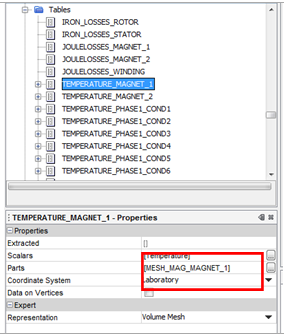 Tables
IRON_LOSSES_ROTOR
IRON_LOSSES_STATOR
JOULELOSSES_MAGNET_1
JOULELOSSES_MAGNET_2
JOULELOSSES_WINDING
TEMPERATURE_MAGNET_1
TEMPERATURE_MAGNET_2
TEMPERATURE_PHASE1_COND1
TEMPERATURE_PHASE1_COND2
TEMPERATURE_PHASE1_COND3
TEMPERATURE_PHASE1_COND4
TEMPERATURE_PHASE1_COND5
TEMPERATURE_PHASE1_COND6
TEMPERATURE_MAGNET_1 - Properties
Properties
Extracted []
Scalars [Temperature] ...
Parts [MESH_MAG_MAGNET_1] ...
Coordinate System Laboratory
Data on Vertices
Expert
Representation Volume Mesh